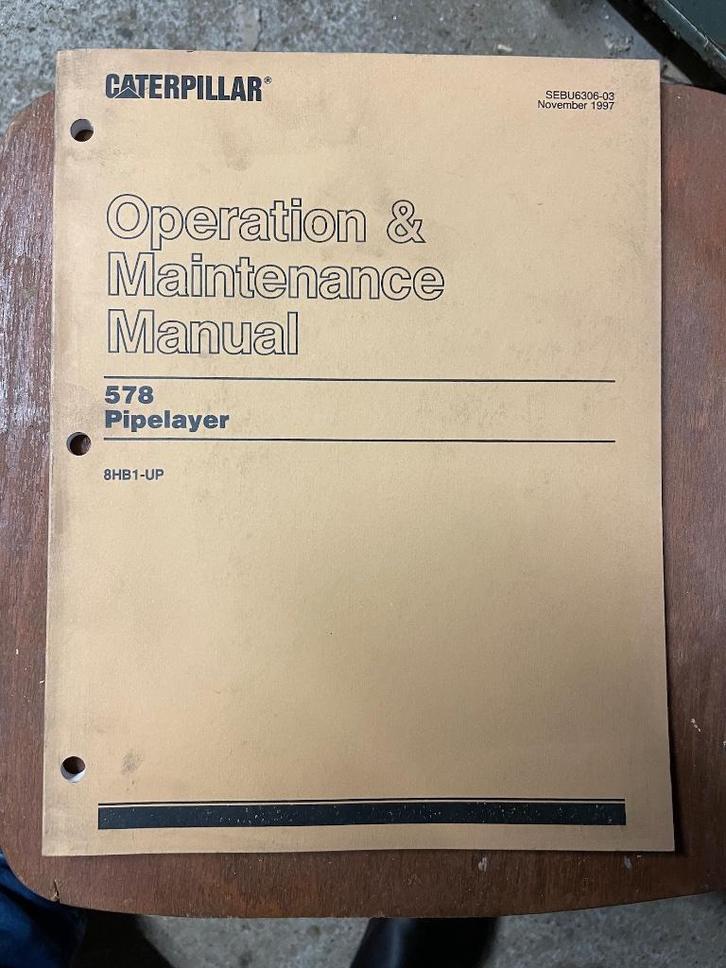 CATERPILLAR®
SEBU6306-03
November 1997
Operation &
Maintenance
Manual
578
Pipelayer
8HB1-UP